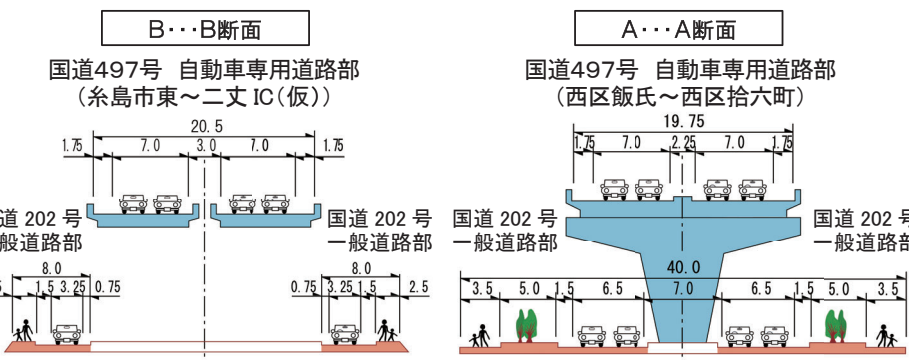 B・・・B断面
国道497号 自動車専用道路部
(糸島市東～二丈IC(仮))
20.5
1.75 7.0 3.0 7.0 1.75
道 202 号
般道路部
国道 202 号
一般道路部
8.0
1.5 3.25 0.75
8.0
0.75 3.25 1.5 2.5
A・・・A断面
国道497号 自動車専用道路部
(西区飯氏～西区拾六町)
19.75
1.75 7.0 2.25 7.0 1.75
国道 202 号
一般道路部
国道 202 号
一般道路部
40.0
3.5 5.0 1.5 6.5 7.0 6.5 1.5 5.0 3.5